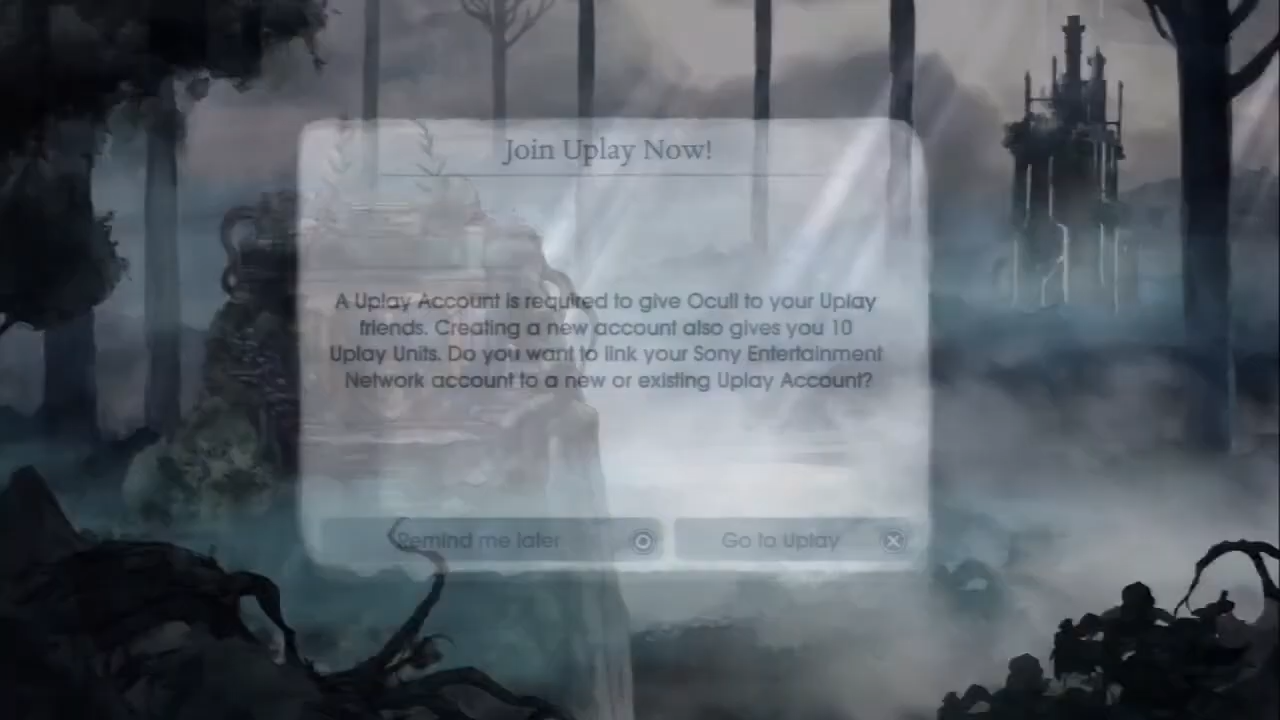 Join Uplay Now!
A Uplay Account is required to give Oculi to your Uplay
friends. Creating a new account also gives you 10
Uplay Units. Do you want to link your Sony Entertainment
Network account to a new or existing Uplay Account?
Remind me later
Go to Uplay